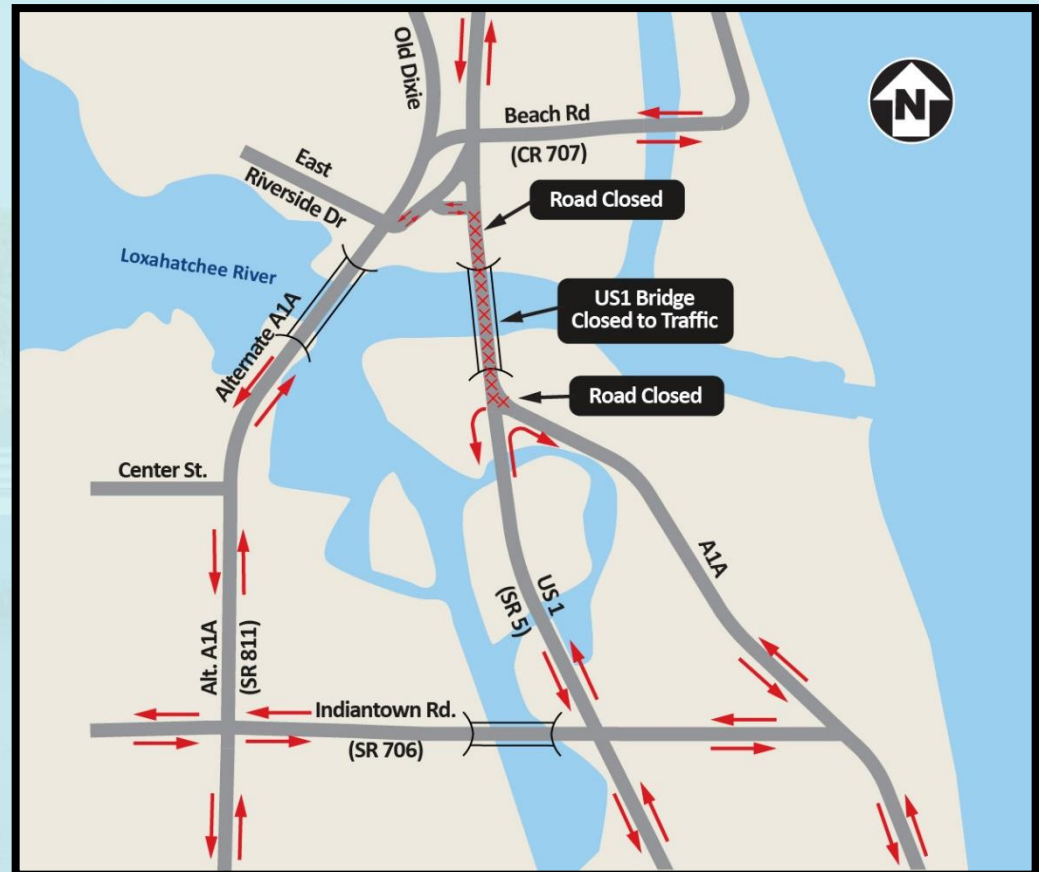 Old Dixie
Beach Rd
(CR 707)
N
East
Riverside Dr
Road Closed
Loxahatchee River
US1 Bridge
Closed to Traffic
Alternate A1A
Road Closed
Center St.
A1A
US 1
(SR 5)
Alt. A1A
(SR 811)
Indiantown Rd.
(SR 706)